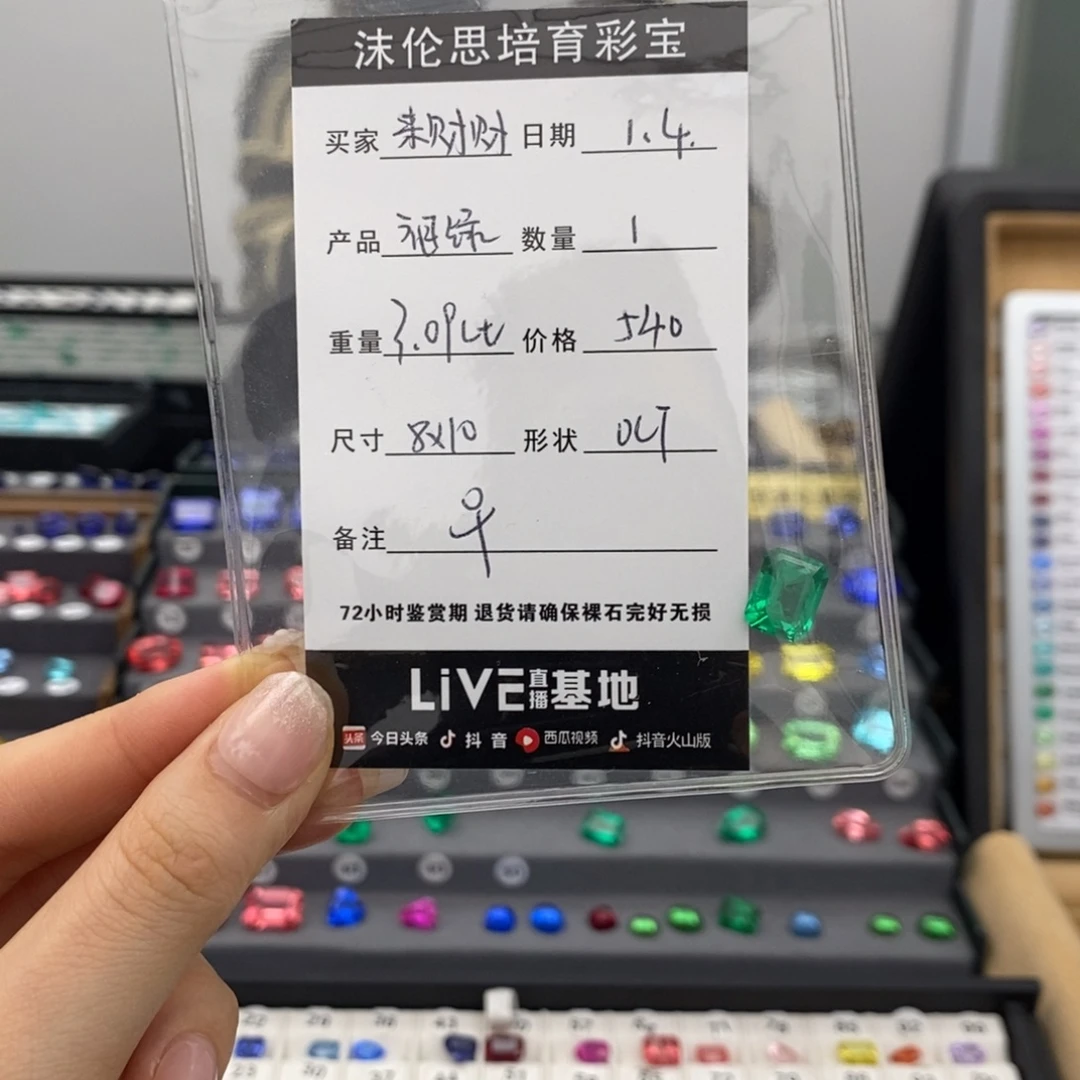 沫伦思培育彩宝
买家 来财财 日期 1.4.
产品 祖绿 数量 1
重量 3.09ct 价格 540
尺寸 8x10 形状 OCT
备注
72小时鉴赏期 退货请确保裸石完好无损
LiVE直播基地
头条 今日头条 抖音 西瓜视频 抖音火山版